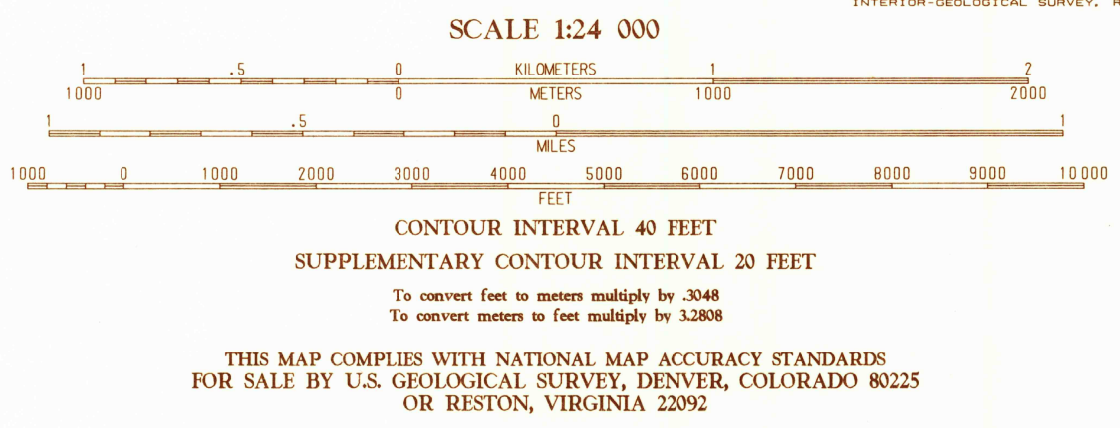 INTERIOR-GEOLOGICAL SURVEY, R
SCALE 1:24 000
1 .5 0 KILOMETERS 1 2
1000 0 METERS 1000 2000
1 .5 0 1
MILES
1000 0 1000 2000 3000 4000 5000 6000 7000 8000 9000 10 000
FEET
CONTOUR INTERVAL 40 FEET
SUPPLEMENTARY CONTOUR INTERVAL 20 FEET
To convert feet to meters multiply by .3048
To convert meters to feet multiply by 3.2808
THIS MAP COMPLIES WITH NATIONAL MAP ACCURACY STANDARDS
FOR SALE BY U.S. GEOLOGICAL SURVEY, DENVER, COLORADO 80225
OR RESTON, VIRGINIA 22092